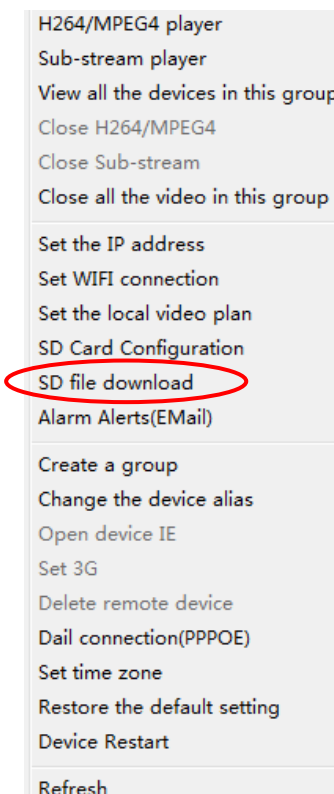 H264/MPEG4 player
Sub-stream player
View all the devices in this group
Close H264/MPEG4
Close Sub-stream
Close all the video in this group
Set the IP address
Set WIFI connection
Set the local video plan
SD Card Configuration
SD file download
Alarm Alerts(EMail)
Create a group
Change the device alias
Open device IE
Set 3G
Delete remote device
Dail connection(PPPOE)
Set time zone
Restore the default setting
Device Restart
Refresh